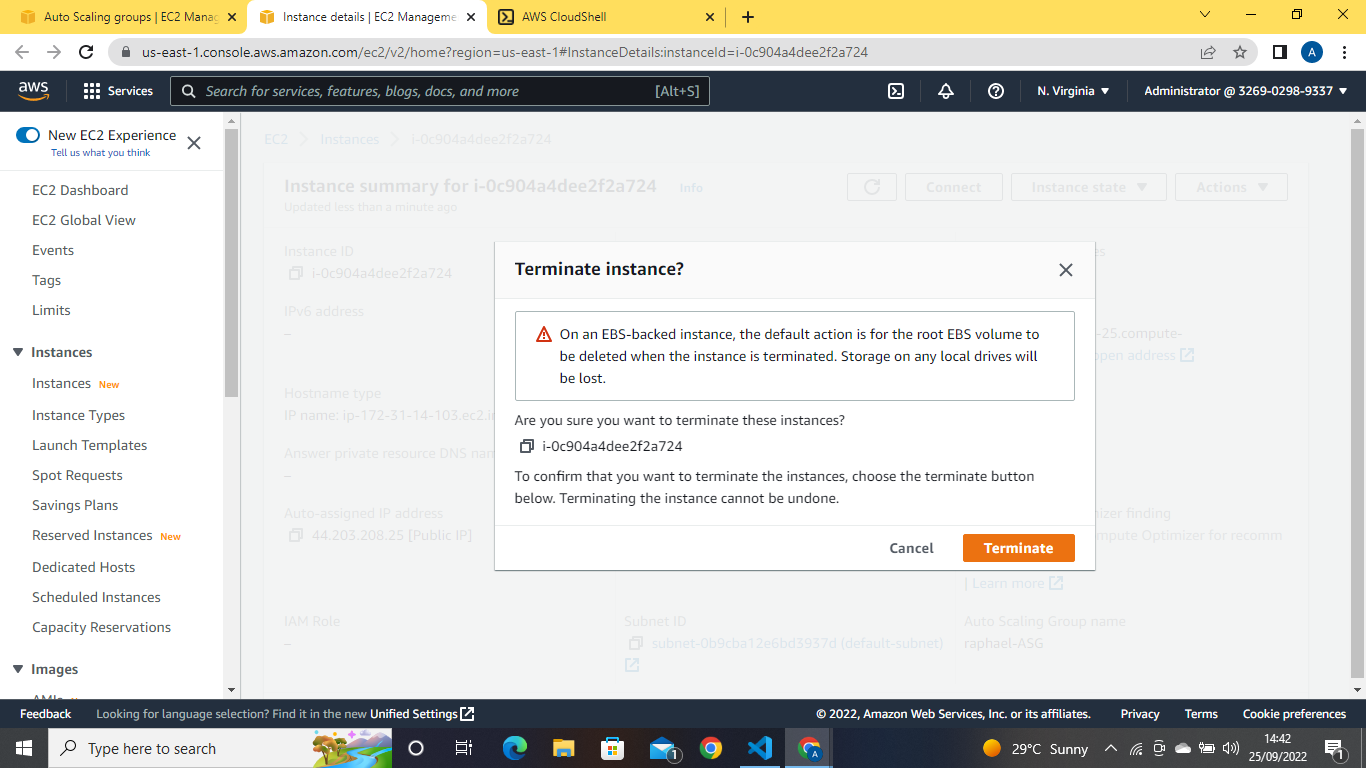 Auto Scaling groups | EC2 Manag
Instance details | EC2 Manageme
AWS CloudShell
us-east-1.console.aws.amazon.com/ec2/v2/home?region=us-east-1#InstanceDetails:instanceId=i-0c904a4dee2f2a724
A
aws
Services
Search for services, features, blogs, docs, and more
[Alt+S]
N. Virginia
Administrator @ 3269-0298-9337
New EC2 Experience
Tell us what you think
EC2 Dashboard
EC2 Global View
Events
Tags
Limits
Instances
Instances New
Instance Types
Launch Templates
Spot Requests
Savings Plans
Reserved Instances New
Dedicated Hosts
Scheduled Instances
Capacity Reservations
Images
EC2
Instances
i-0c904a4dee2f2a724
Instance summary for i-0c904a4dee2f2a724 Info
Updated less than a minute ago
Connect
Instance state
Actions
Instance ID
i-0c904a4dee2f2a724
IPv6 address
–
-25.compute-
open address
Hostname type
IP name: ip-172-31-14-103.ec2.i
Answer private resource DNS nam
–
Auto-assigned IP address
44.203.208.25 [Public IP]
Terminate instance?
On an EBS-backed instance, the default action is for the root EBS volume to
be deleted when the instance is terminated. Storage on any local drives will
be lost.
Are you sure you want to terminate these instances?
i-0c904a4dee2f2a724
To confirm that you want to terminate the instances, choose the terminate button
below. Terminating the instance cannot be undone.
Cancel
Terminate
finding
Optimizer for recomm
| Learn more
IAM Role
–
Subnet ID
subnet-0b9cba12e6bd3937d (default-subnet)
Auto Scaling Group name
raphael-ASG
Feedback
Looking for language selection? Find it in the new Unified Settings
© 2022, Amazon Web Services, Inc. or its affiliates.
Privacy
Terms
Cookie preferences
Type here to search
1
A
29°C Sunny
14:42
25/09/2022
1